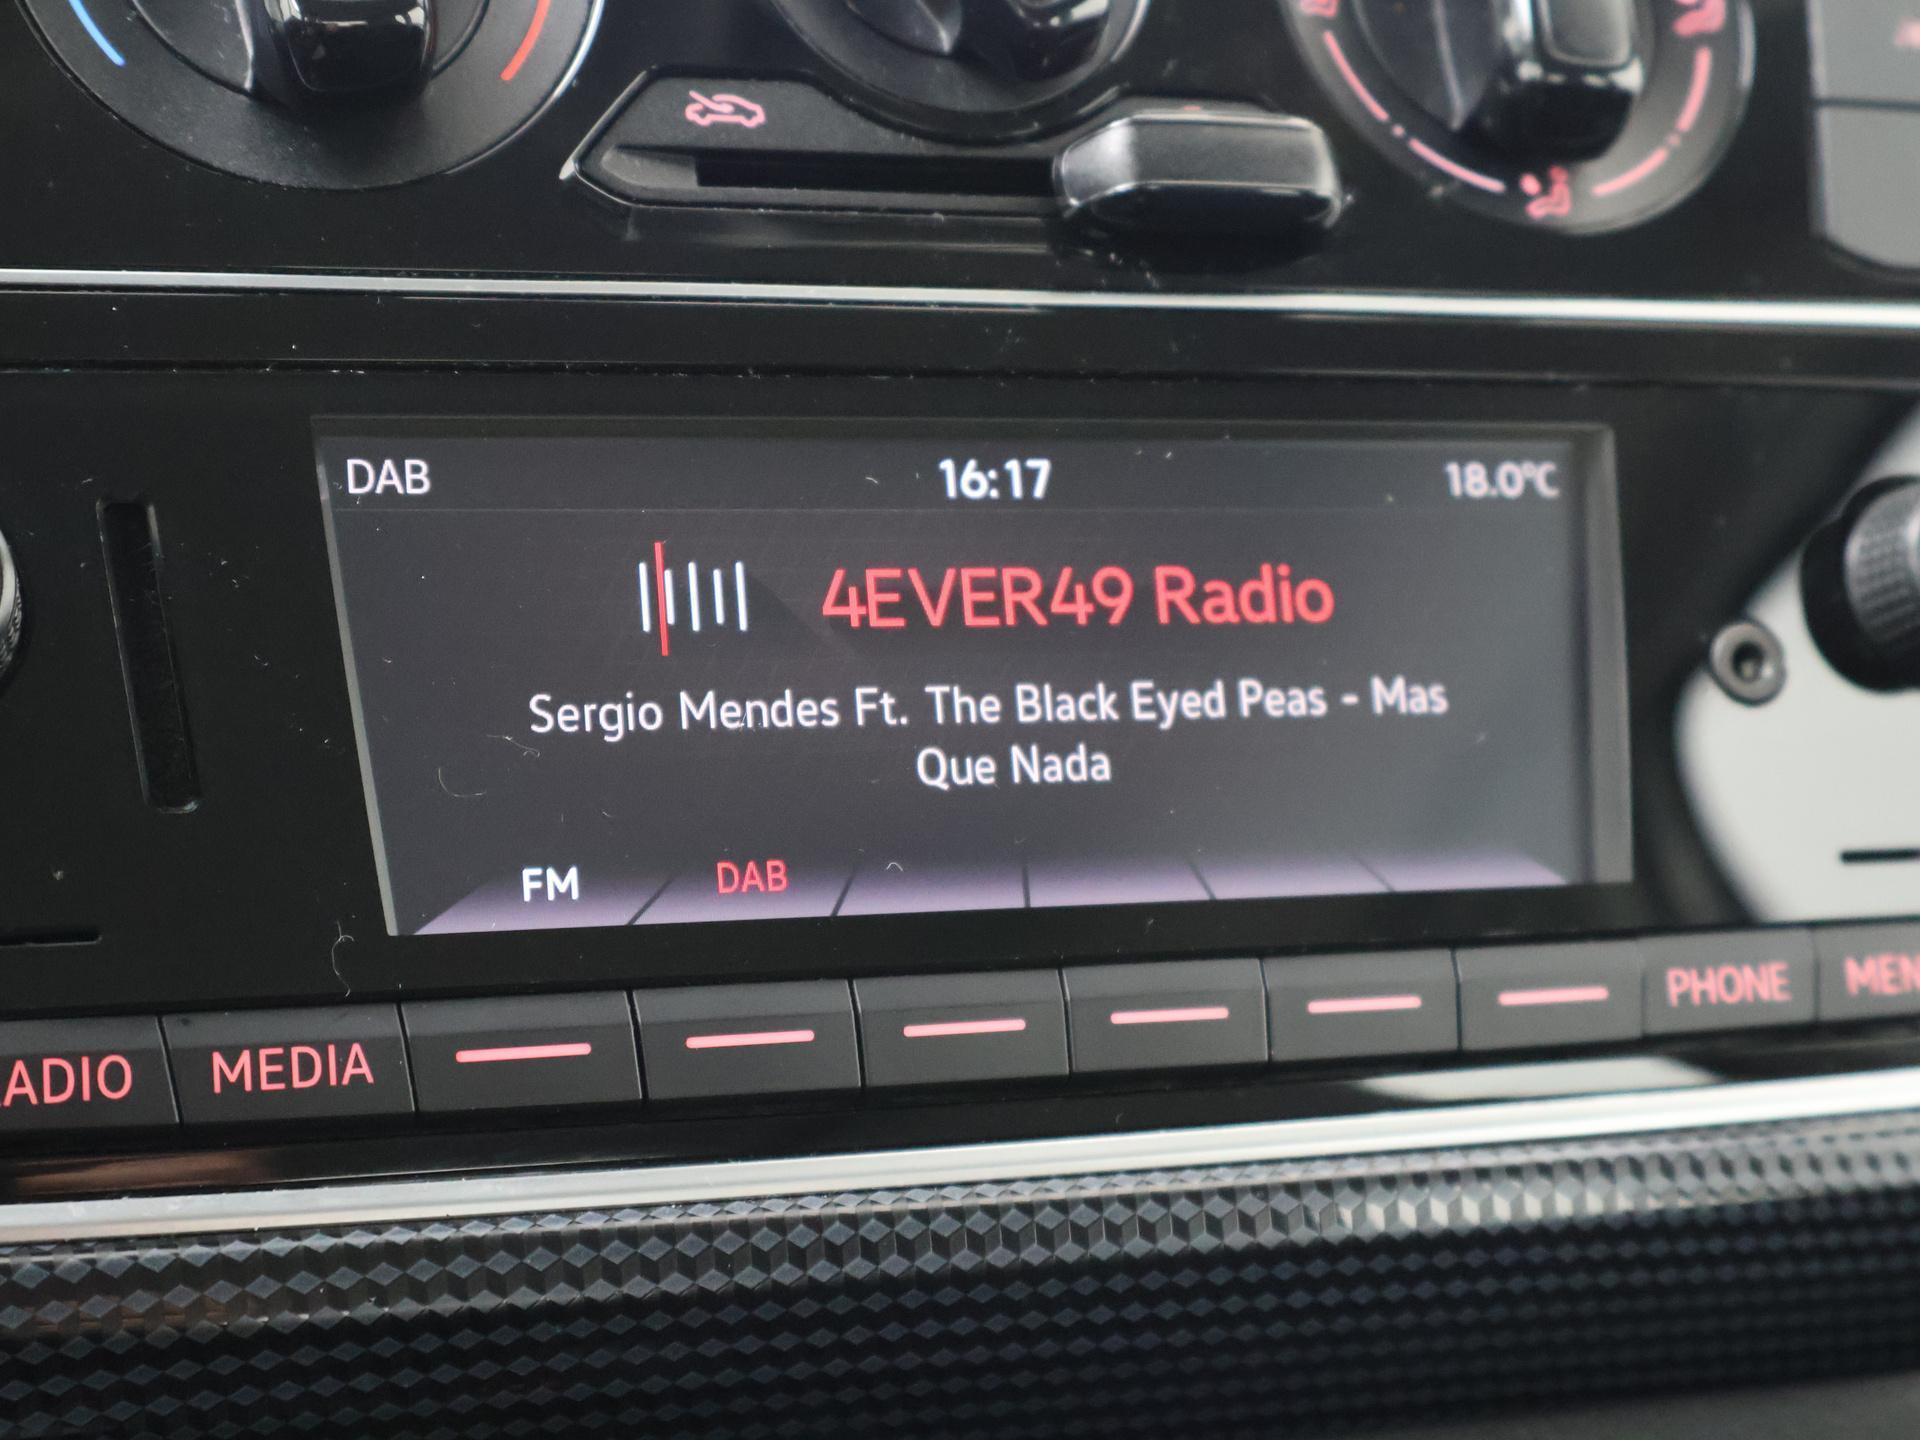 DAB 16:17 18.0°C
4EVER49 Radio
Sergio Mendes Ft. The Black Eyed Peas - Mas
Que Nada
FM DAB
ADIO MEDIA PHONE MEN